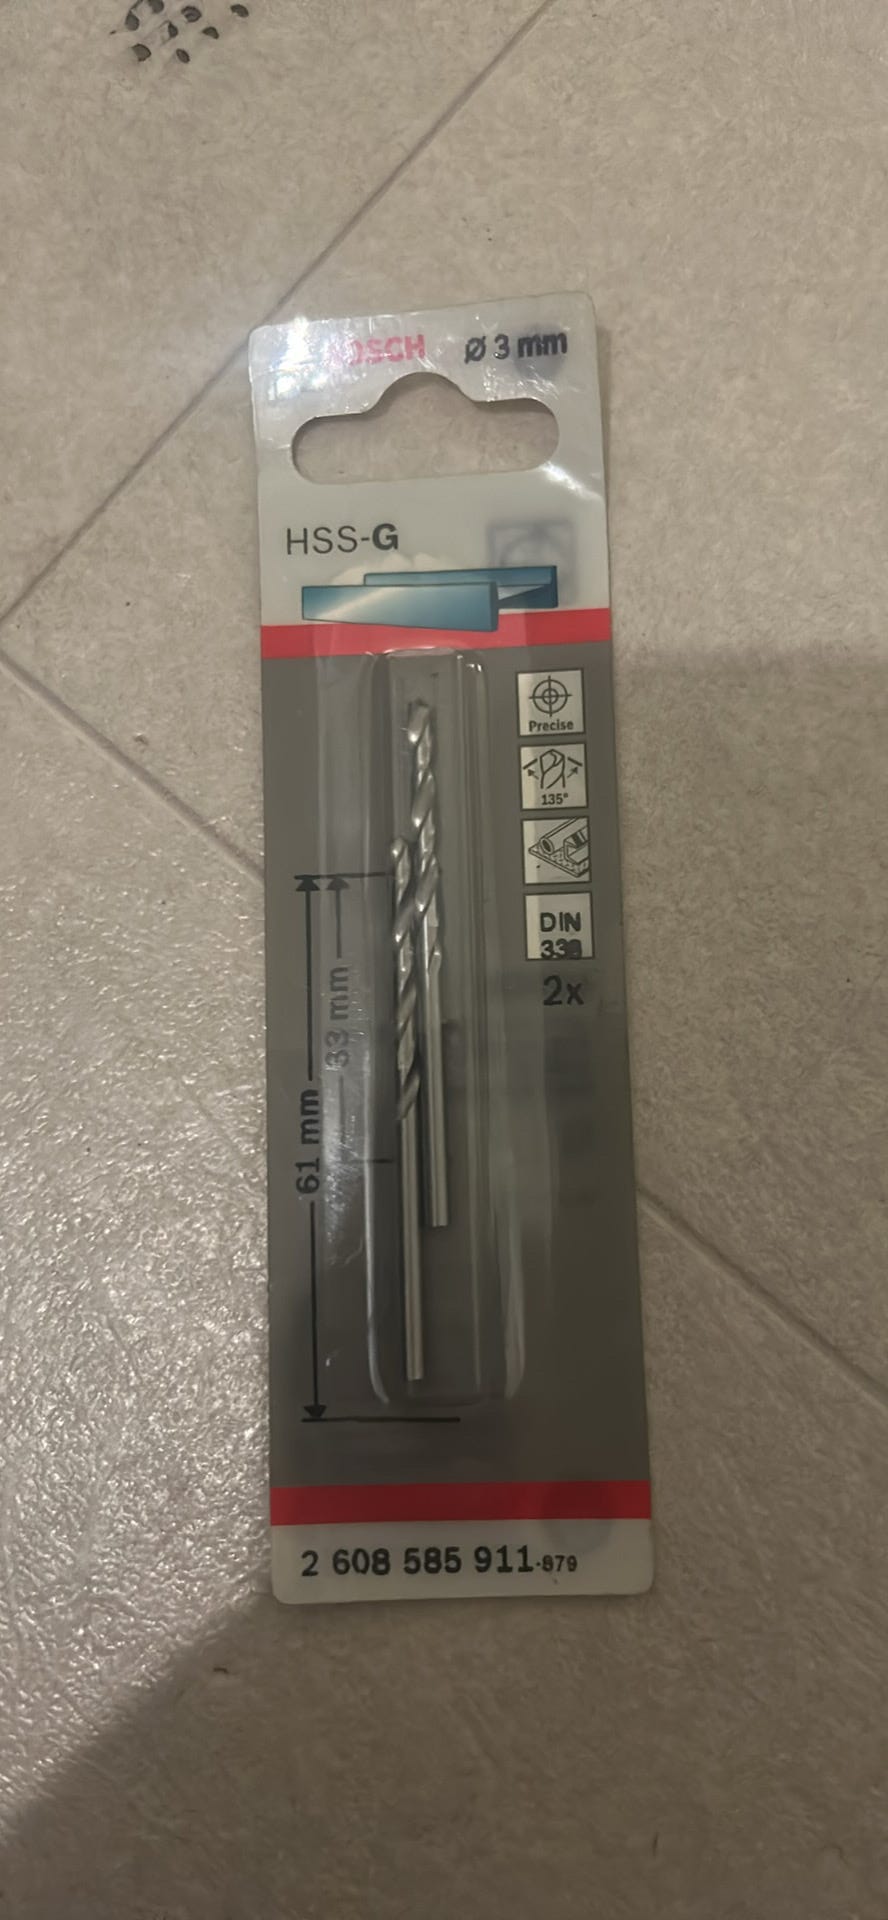 BOSCH Ø 3 mm
HSS-G
Precise
135°
DIN
338
2x
33 mm
61 mm
2 608 585 911-879